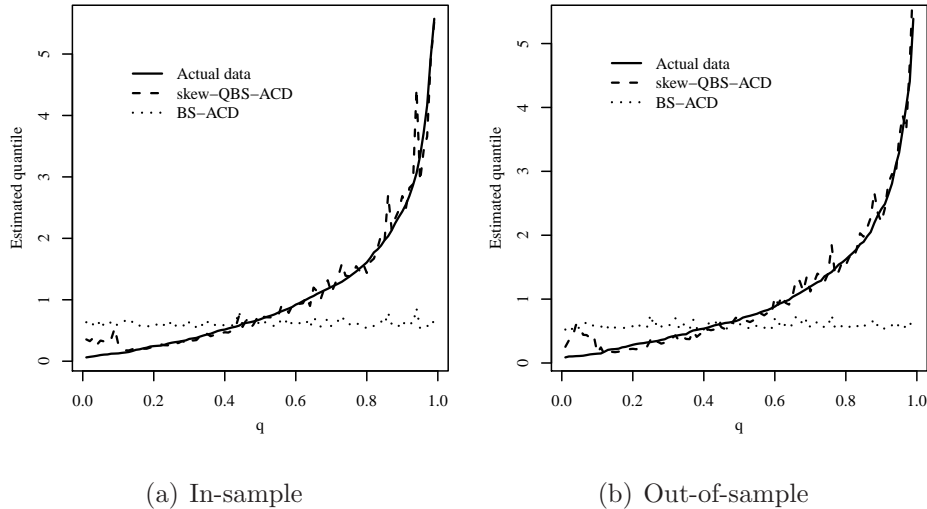 Estimated quantile
5
4
3
2
1
0
Actual data
skew−QBS−ACD
BS−ACD
0.0 0.2 0.4 0.6 0.8 1.0
q
(a) In-sample
Estimated quantile
5
4
3
2
1
0
Actual data
skew−QBS−ACD
BS−ACD
0.0 0.2 0.4 0.6 0.8 1.0
q
(b) Out-of-sample